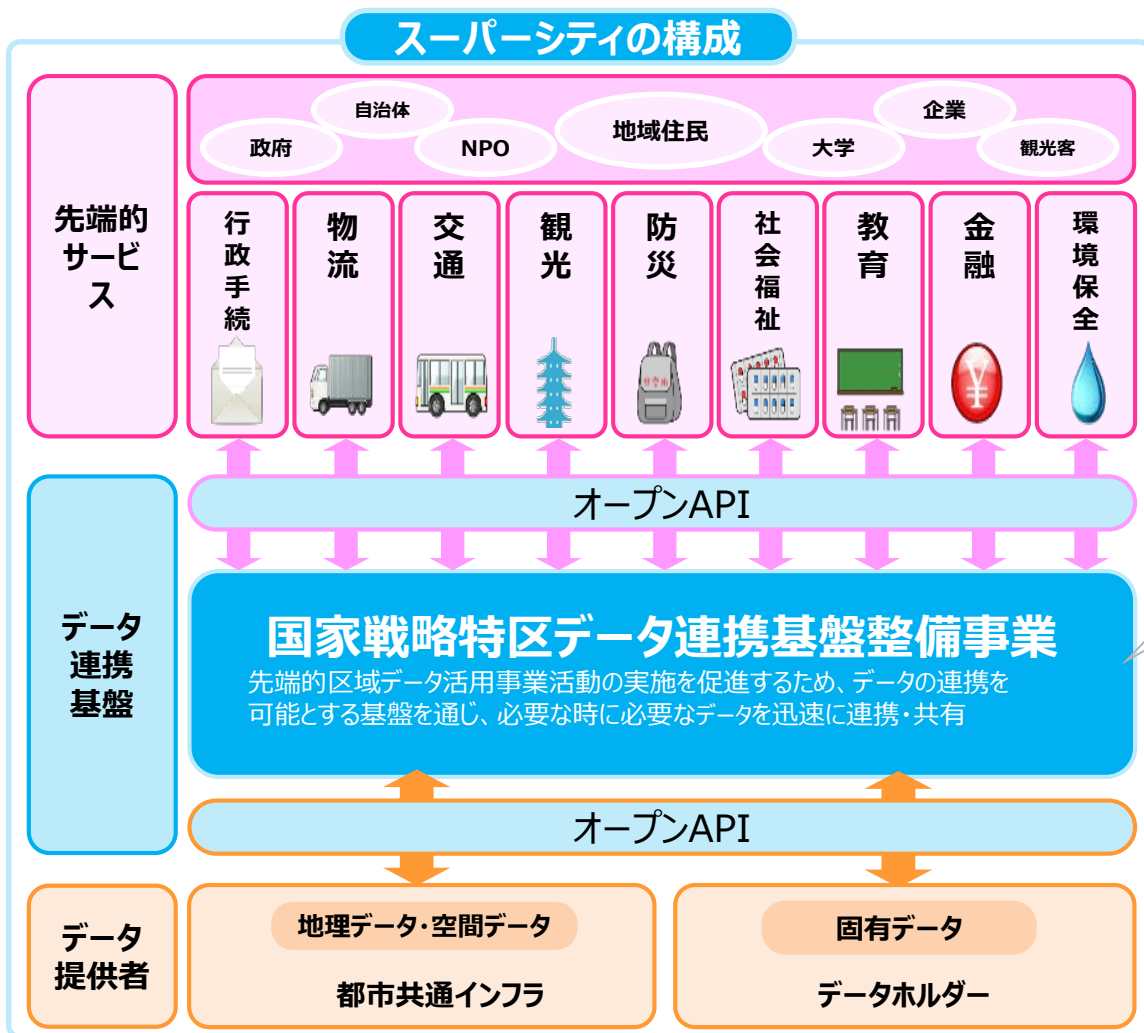 スーパーシティの構成
先端的
サービ
ス
政府
自治体
NPO
地域住民
大学
企業
観光客
行政手続
物流
交通
観光
防災
社会福祉
教育
金融
環境保全
データ
連携
基盤
オープンAPI
国家戦略特区データ連携基盤整備事業
先端的区域データ活用事業活動の実施を促進するため、データの連携を
可能とする基盤を通じ、必要な時に必要なデータを迅速に連携・共有
オープンAPI
データ
提供者
地理データ・空間データ
都市共通インフラ
固有データ
データホルダー